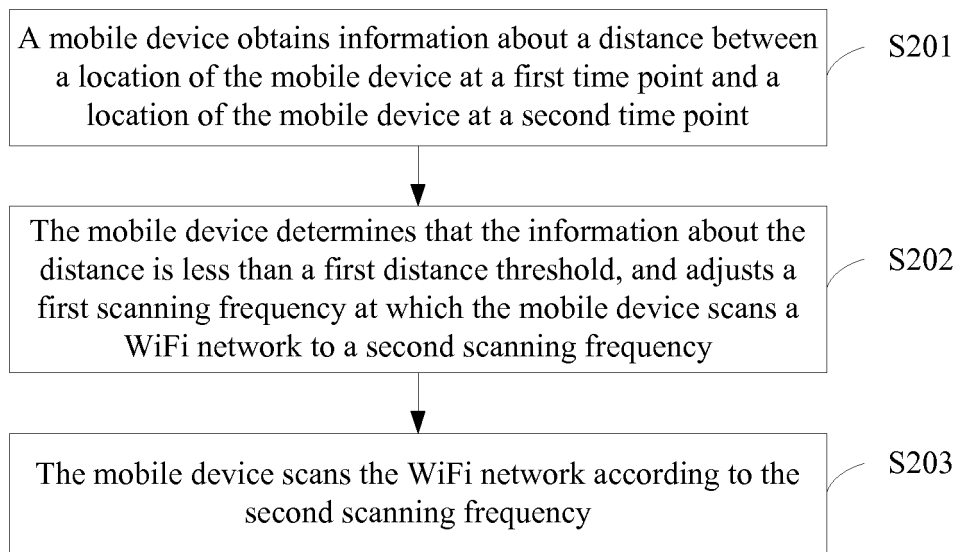 A mobile device obtains information about a distance between
a location of the mobile device at a first time point and a
location of the mobile device at a second time point
S201
The mobile device determines that the information about the
distance is less than a first distance threshold, and adjusts a
first scanning frequency at which the mobile device scans a
WiFi network to a second scanning frequency
S202
The mobile device scans the WiFi network according to the
second scanning frequency
S203